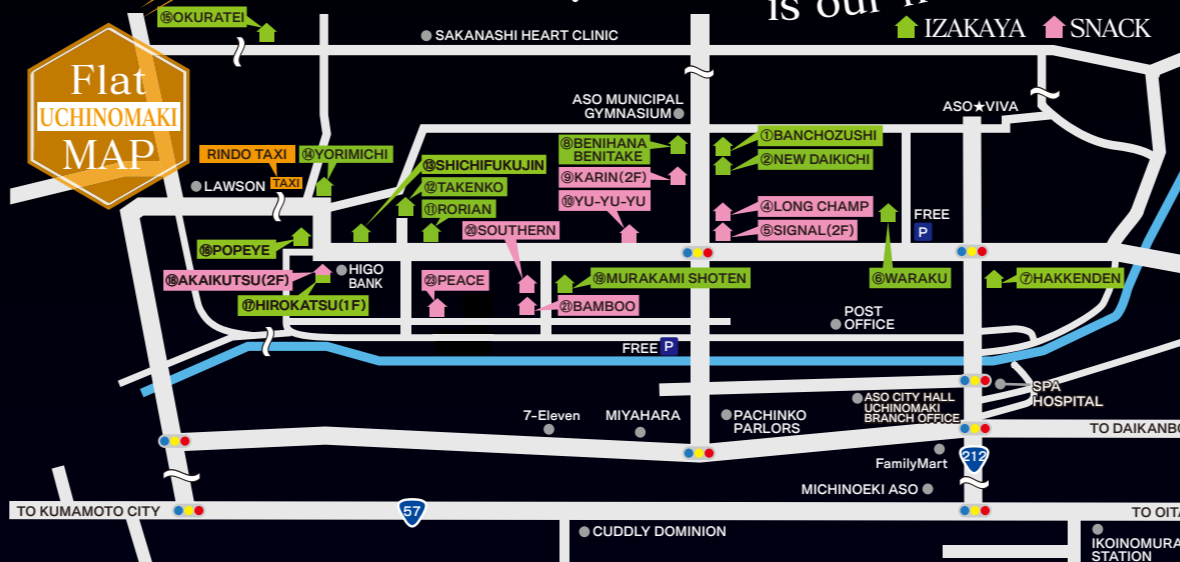 is our
IZAKAYA
SNACK
Flat
UCHINOMAKI
MAP
⑮OKURATEI
SAKANASHI HEART CLINIC
ASO MUNICIPAL
GYMNASIUM
ASO★VIVA
RINDO TAXI
TAXI
⑭YORIMICHI
LAWSON
⑬SHICHIFUKUJIN
⑫TAKENKO
⑪RORIAN
⑧BENIHANA
BENITAKE
⑨KARIN(2F)
⑩YU-YU-YU
①BANCHOZUSHI
②NEW DAIKICHI
④LONG CHAMP
⑤SIGNAL(2F)
FREE
P
⑯POPEYE
⑳SOUTHERN
⑱AKAIKUTSU(2F)
HIGO
BANK
⑰HIROKATSU(1F)
㉓PEACE
⑲MURAKAMI SHOTEN
㉑BAMBOO
⑥WARAKU
⑦HAKKENDEN
POST
OFFICE
FREE P
SPA
HOSPITAL
ASO CITY HALL
UCHINOMAKI
BRANCH OFFICE
7-Eleven
MIYAHARA
PACHINKO
PARLORS
TO DAIKANBO
FamilyMart
212
MICHINOEKI ASO
TO KUMAMOTO CITY
57
TO OITA
CUDDLY DOMINION
IKOINOMURA
STATION